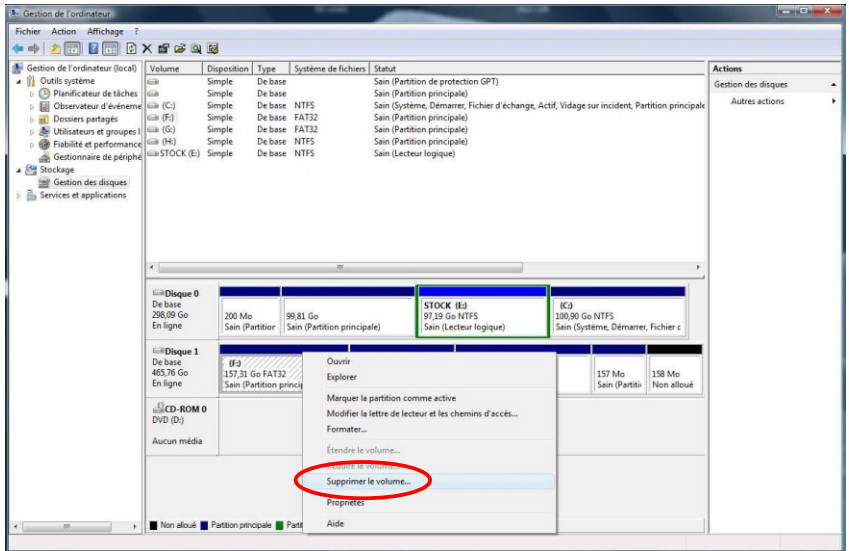 Gestion de l'ordinateur
Fichier Action Affichage ?
Gestion de l'ordinateur (local)
Outils système
Planificateur de tâches
Observateur d'événeme
Dossiers partagés
Utilisateurs et groupes l
Fiabilité et performance
Gestionnaire de périphé
Stockage
Gestion des disques
Services et applications
Volume Disposition Type Système de fichiers Statut
Simple De base Sain (Partition de protection GPT)
Simple De base Sain (Partition principale)
(C:) Simple De base NTFS Sain (Système, Démarrer, Fichier d'échange, Actif, Vidage sur incident, Partition principale
(F:) Simple De base FAT32 Sain (Partition principale)
(G:) Simple De base FAT32 Sain (Partition principale)
(H:) Simple De base NTFS Sain (Partition principale)
STOCK (E:) Simple De base NTFS Sain (Lecteur logique)
Actions
Gestion des disques
Autres actions
Disque 0
De base
298,09 Go
En ligne
200 Mo
Sain (Partitior
99,81 Go
Sain (Partition principale)
STOCK (E:)
97,19 Go NTFS
Sain (Lecteur logique)
(C:)
100,90 Go NTFS
Sain (Système, Démarrer, Fichier c
Disque 1
De base
465,76 Go
En ligne
(F:)
157,31 Go FAT32
Sain (Partition princip
157 Mo
Sain (Partiti
158 Mo
Non alloué
CD-ROM 0
DVD (D:)
Aucun média
Ouvrir
Explorer
Marquer la partition comme active
Modifier la lettre de lecteur et les chemins d'accès...
Formater...
Étendre le volume...
Réduire le volume...
Supprimer le volume...
Propriétés
Aide
Non alloué Partition principale Partit